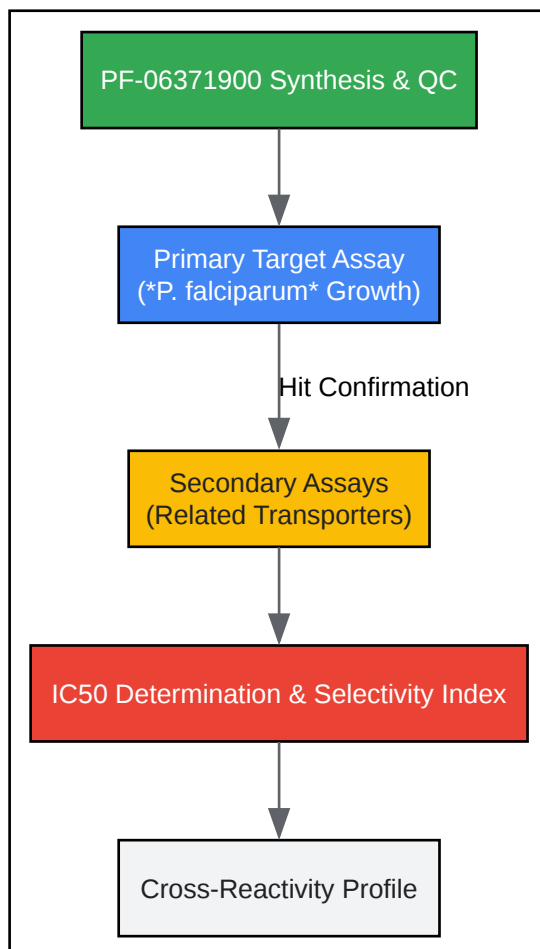 PF-06371900 Synthesis & QC
Primary Target Assay
(*P. falciparum* Growth)
Hit Confirmation
Secondary Assays
(Related Transporters)
IC50 Determination & Selectivity Index
Cross-Reactivity Profile